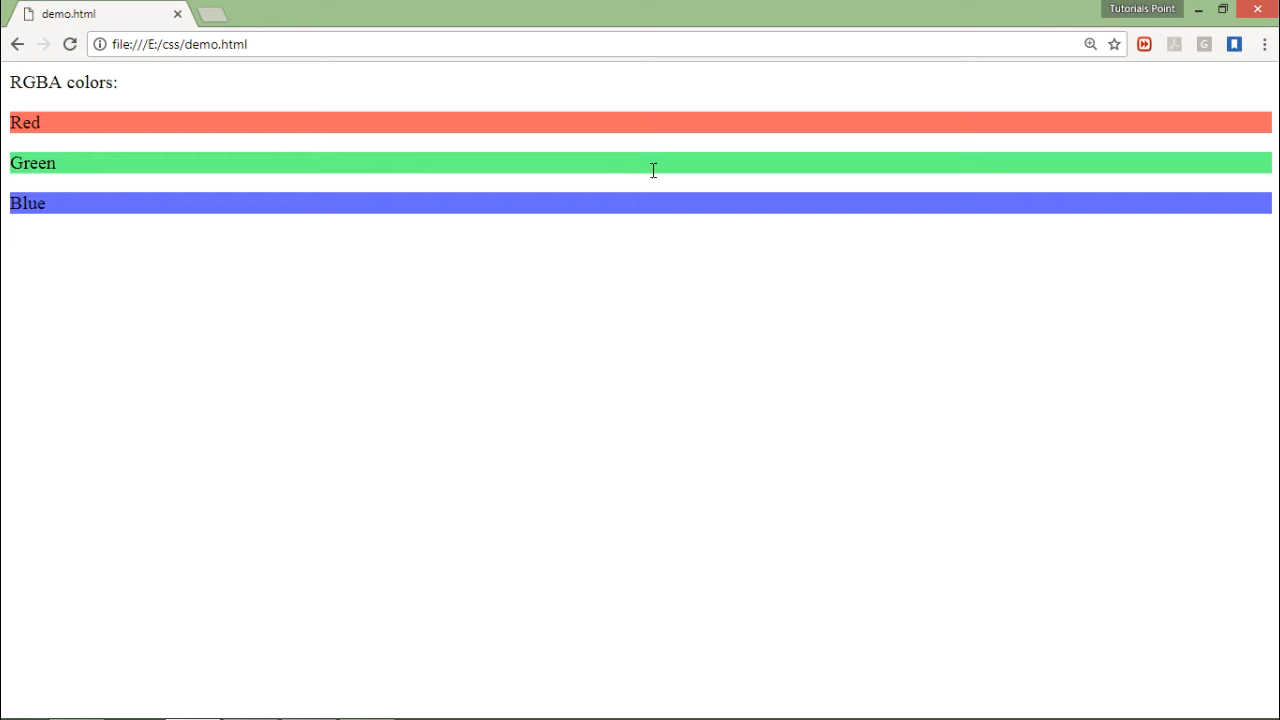 demo.html
Tutorials Point
file:///E:/css/demo.html
RGBA colors:
Red
Green
Blue